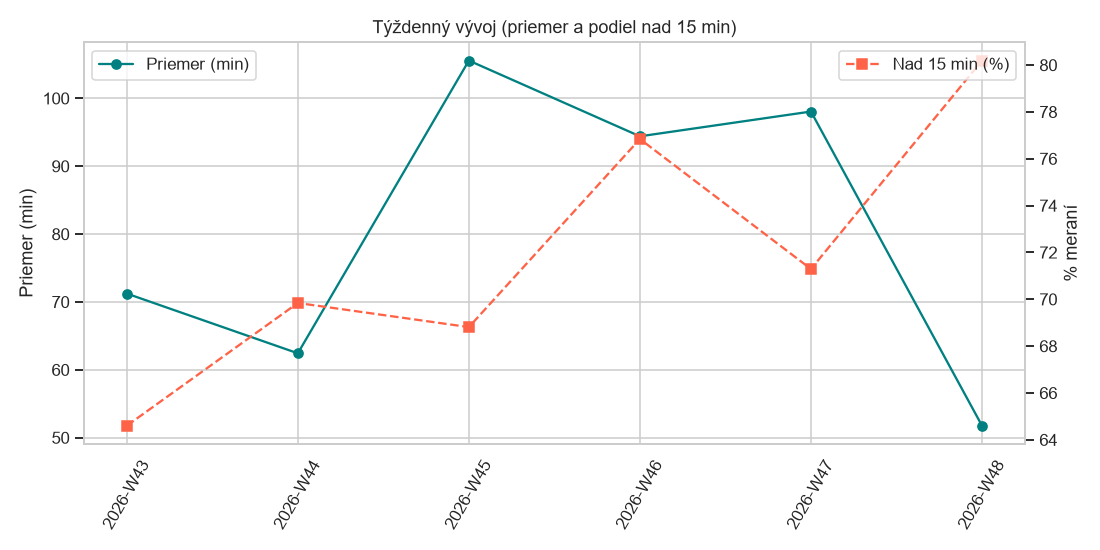 Týždenný vývoj (priemer a podiel nad 15 min)
Priemer (min)
Nad 15 min (%)
Priemer (min)
100
90
80
70
60
50
% meraní
80
78
76
74
72
70
68
66
64
2026-W43
2026-W44
2026-W45
2026-W46
2026-W47
2026-W48